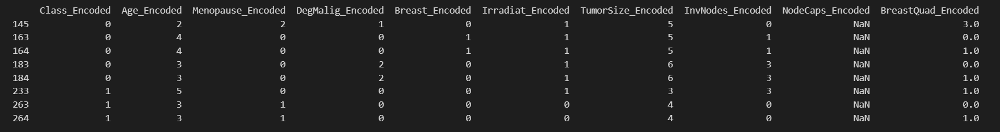 Class_Encoded Age_Encoded Menopause_Encoded DegMalig_Encoded Breast_Encoded Irradiat_Encoded TumorSize_Encoded InvNodes_Encoded NodeCaps_Encoded BreastQuad_Encoded
145 0 2 2 1 0 1 5 0 NaN 3.0
163 0 4 0 0 1 1 5 1 NaN 0.0
164 0 4 0 0 1 1 5 1 NaN 1.0
183 0 3 0 2 0 1 6 3 NaN 0.0
184 0 3 0 2 0 1 6 3 NaN 1.0
233 1 5 0 0 0 1 3 3 NaN 1.0
263 1 3 1 0 0 0 4 0 NaN 0.0
264 1 3 1 0 0 0 4 0 NaN 1.0